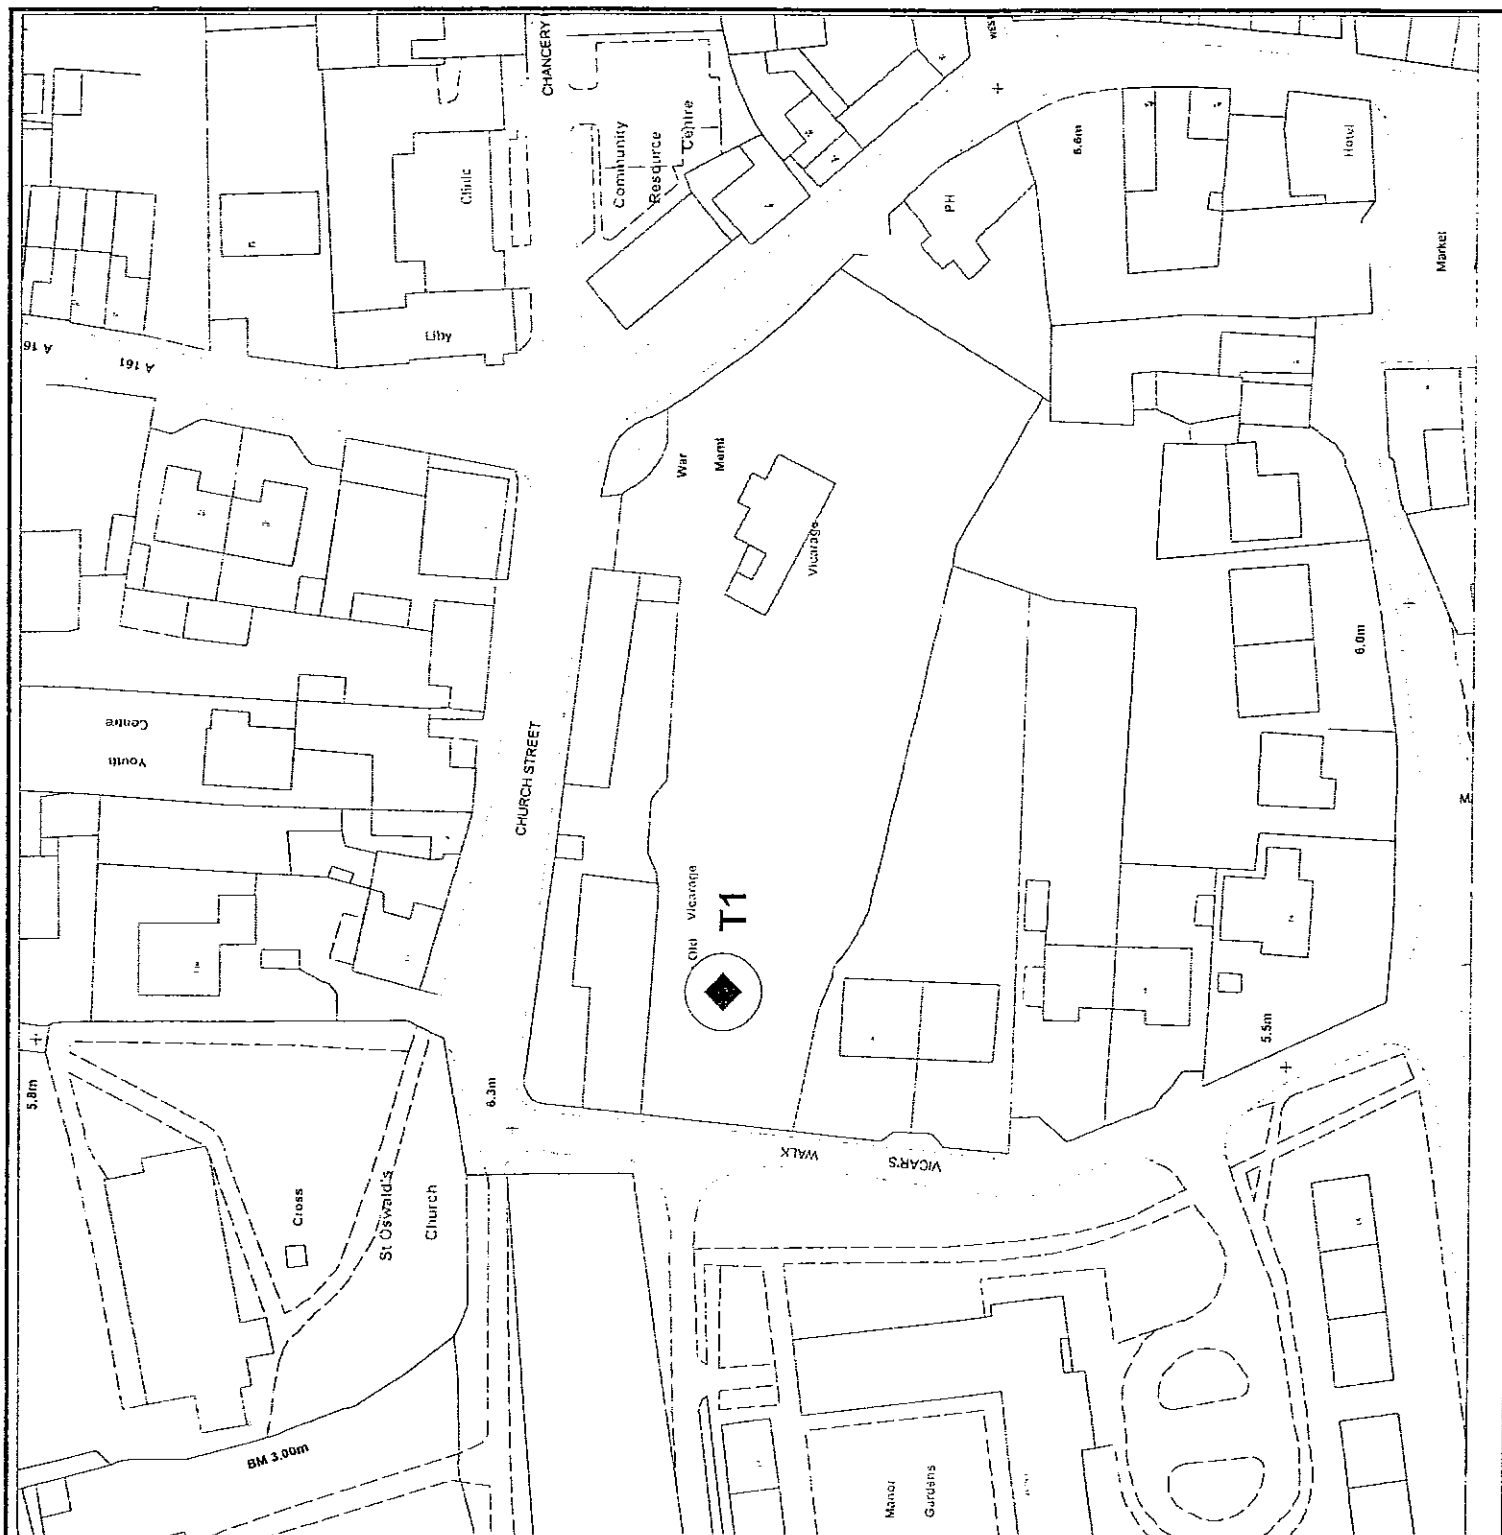 CHANCERY
WEST
Community
Resource
Centre
Clinic
PH
6.6m
Hotel
Market
A 16
A 161
Liby
War
Meml
Vicarage
6.0m
Youth
Centre
CHURCH STREET
M
Old Vicarage
T1
5.8m
6.3m
5.5m
VICAR'S
WALK
Cross
St Oswald's
Church
BM 3.00m
Manor
Gardens